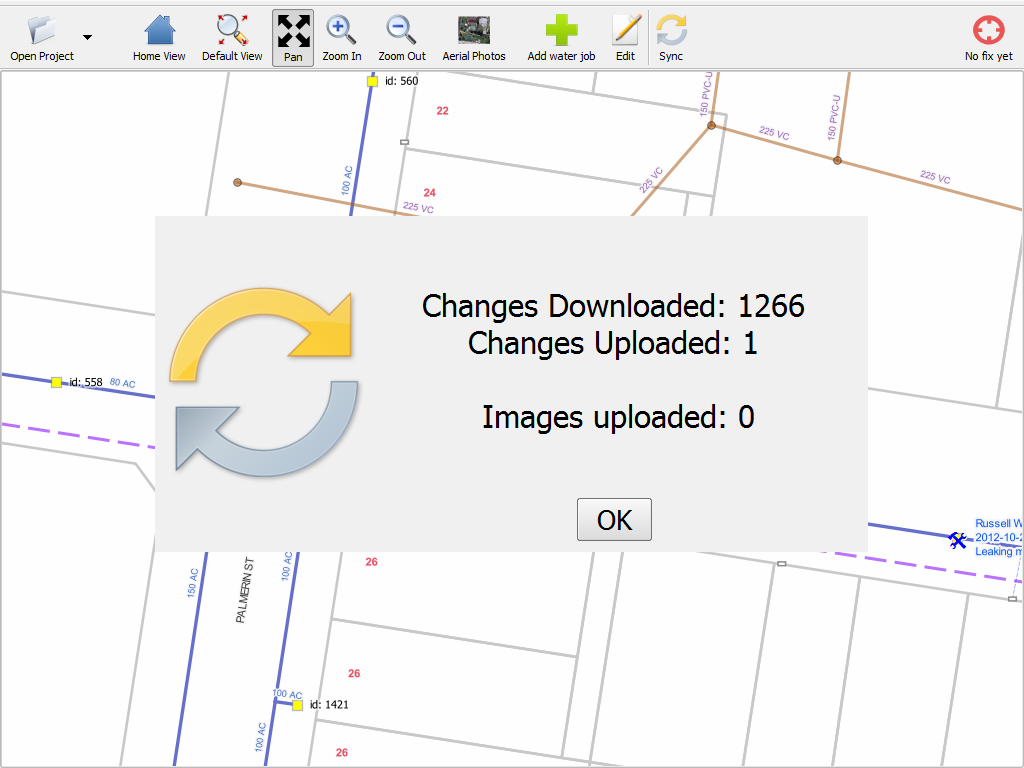 Open Project
Home View
Default View
Pan
Zoom In
Zoom Out
Aerial Photos
Add water job
Edit
Sync
No fix yet
id: 560
22
150 PVC-U
225 VC
150 PVC-U
225 VC
100 AC
24
225 VC
225 VC
Changes Downloaded: 1266
Changes Uploaded: 1
Images uploaded: 0
OK
id: 558
80 AC
Russell W
2012-10-2
Leaking m
150 AC
PALMERIN ST
100 AC
26
26
100 AC
id: 1421
100 AC
26